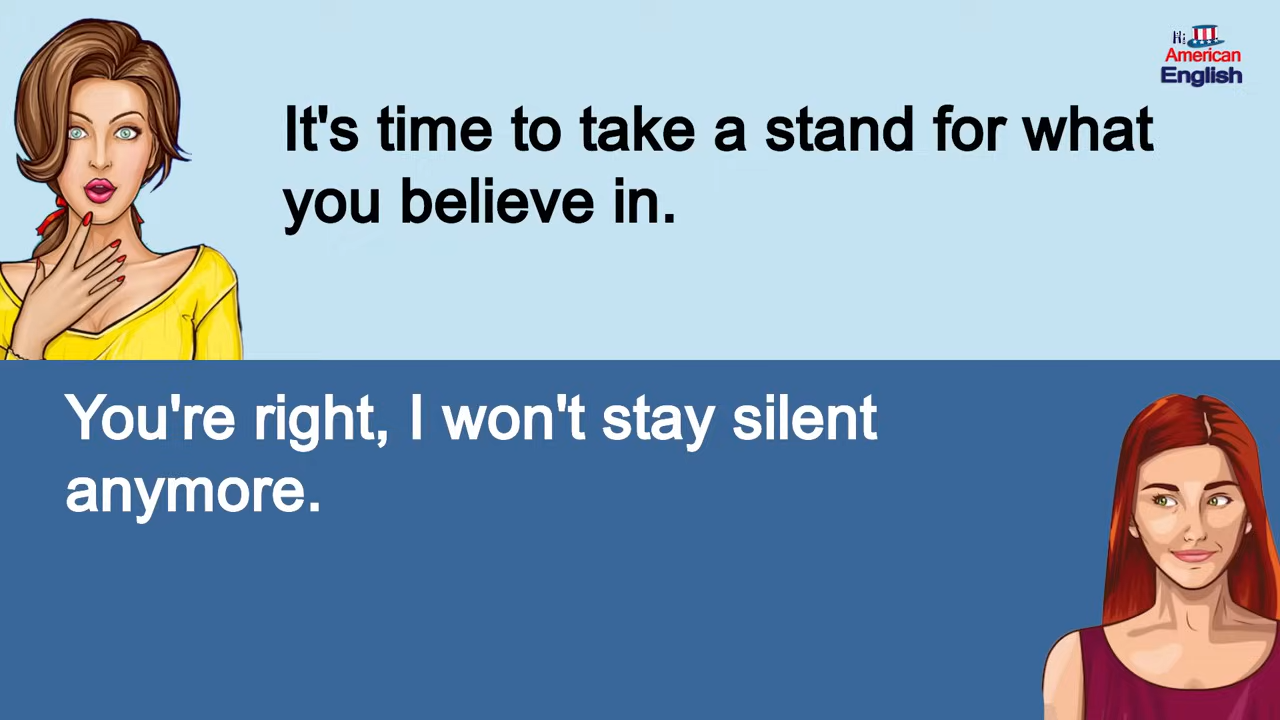 Hi
American
English
It's time to take a stand for what
you believe in.
You're right, I won't stay silent
anymore.